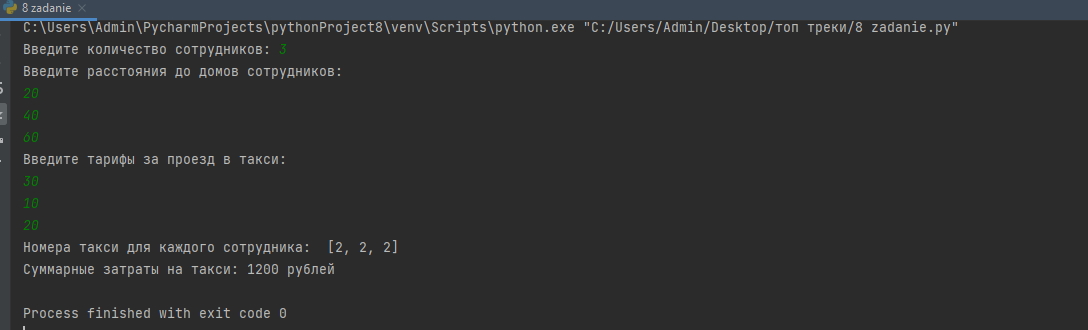 8 zadanie
C:\Users\Admin\PycharmProjects\pythonProject8\venv\Scripts\python.exe "C:/Users/Admin/Desktop/топ треки/8 zadanie.py"
Введите количество сотрудников: 3
Введите расстояния до домов сотрудников:
20
40
60
Введите тарифы за проезд в такси:
30
10
20
Номера такси для каждого сотрудника:  [2, 2, 2]
Суммарные затраты на такси: 1200 рублей
Process finished with exit code 0